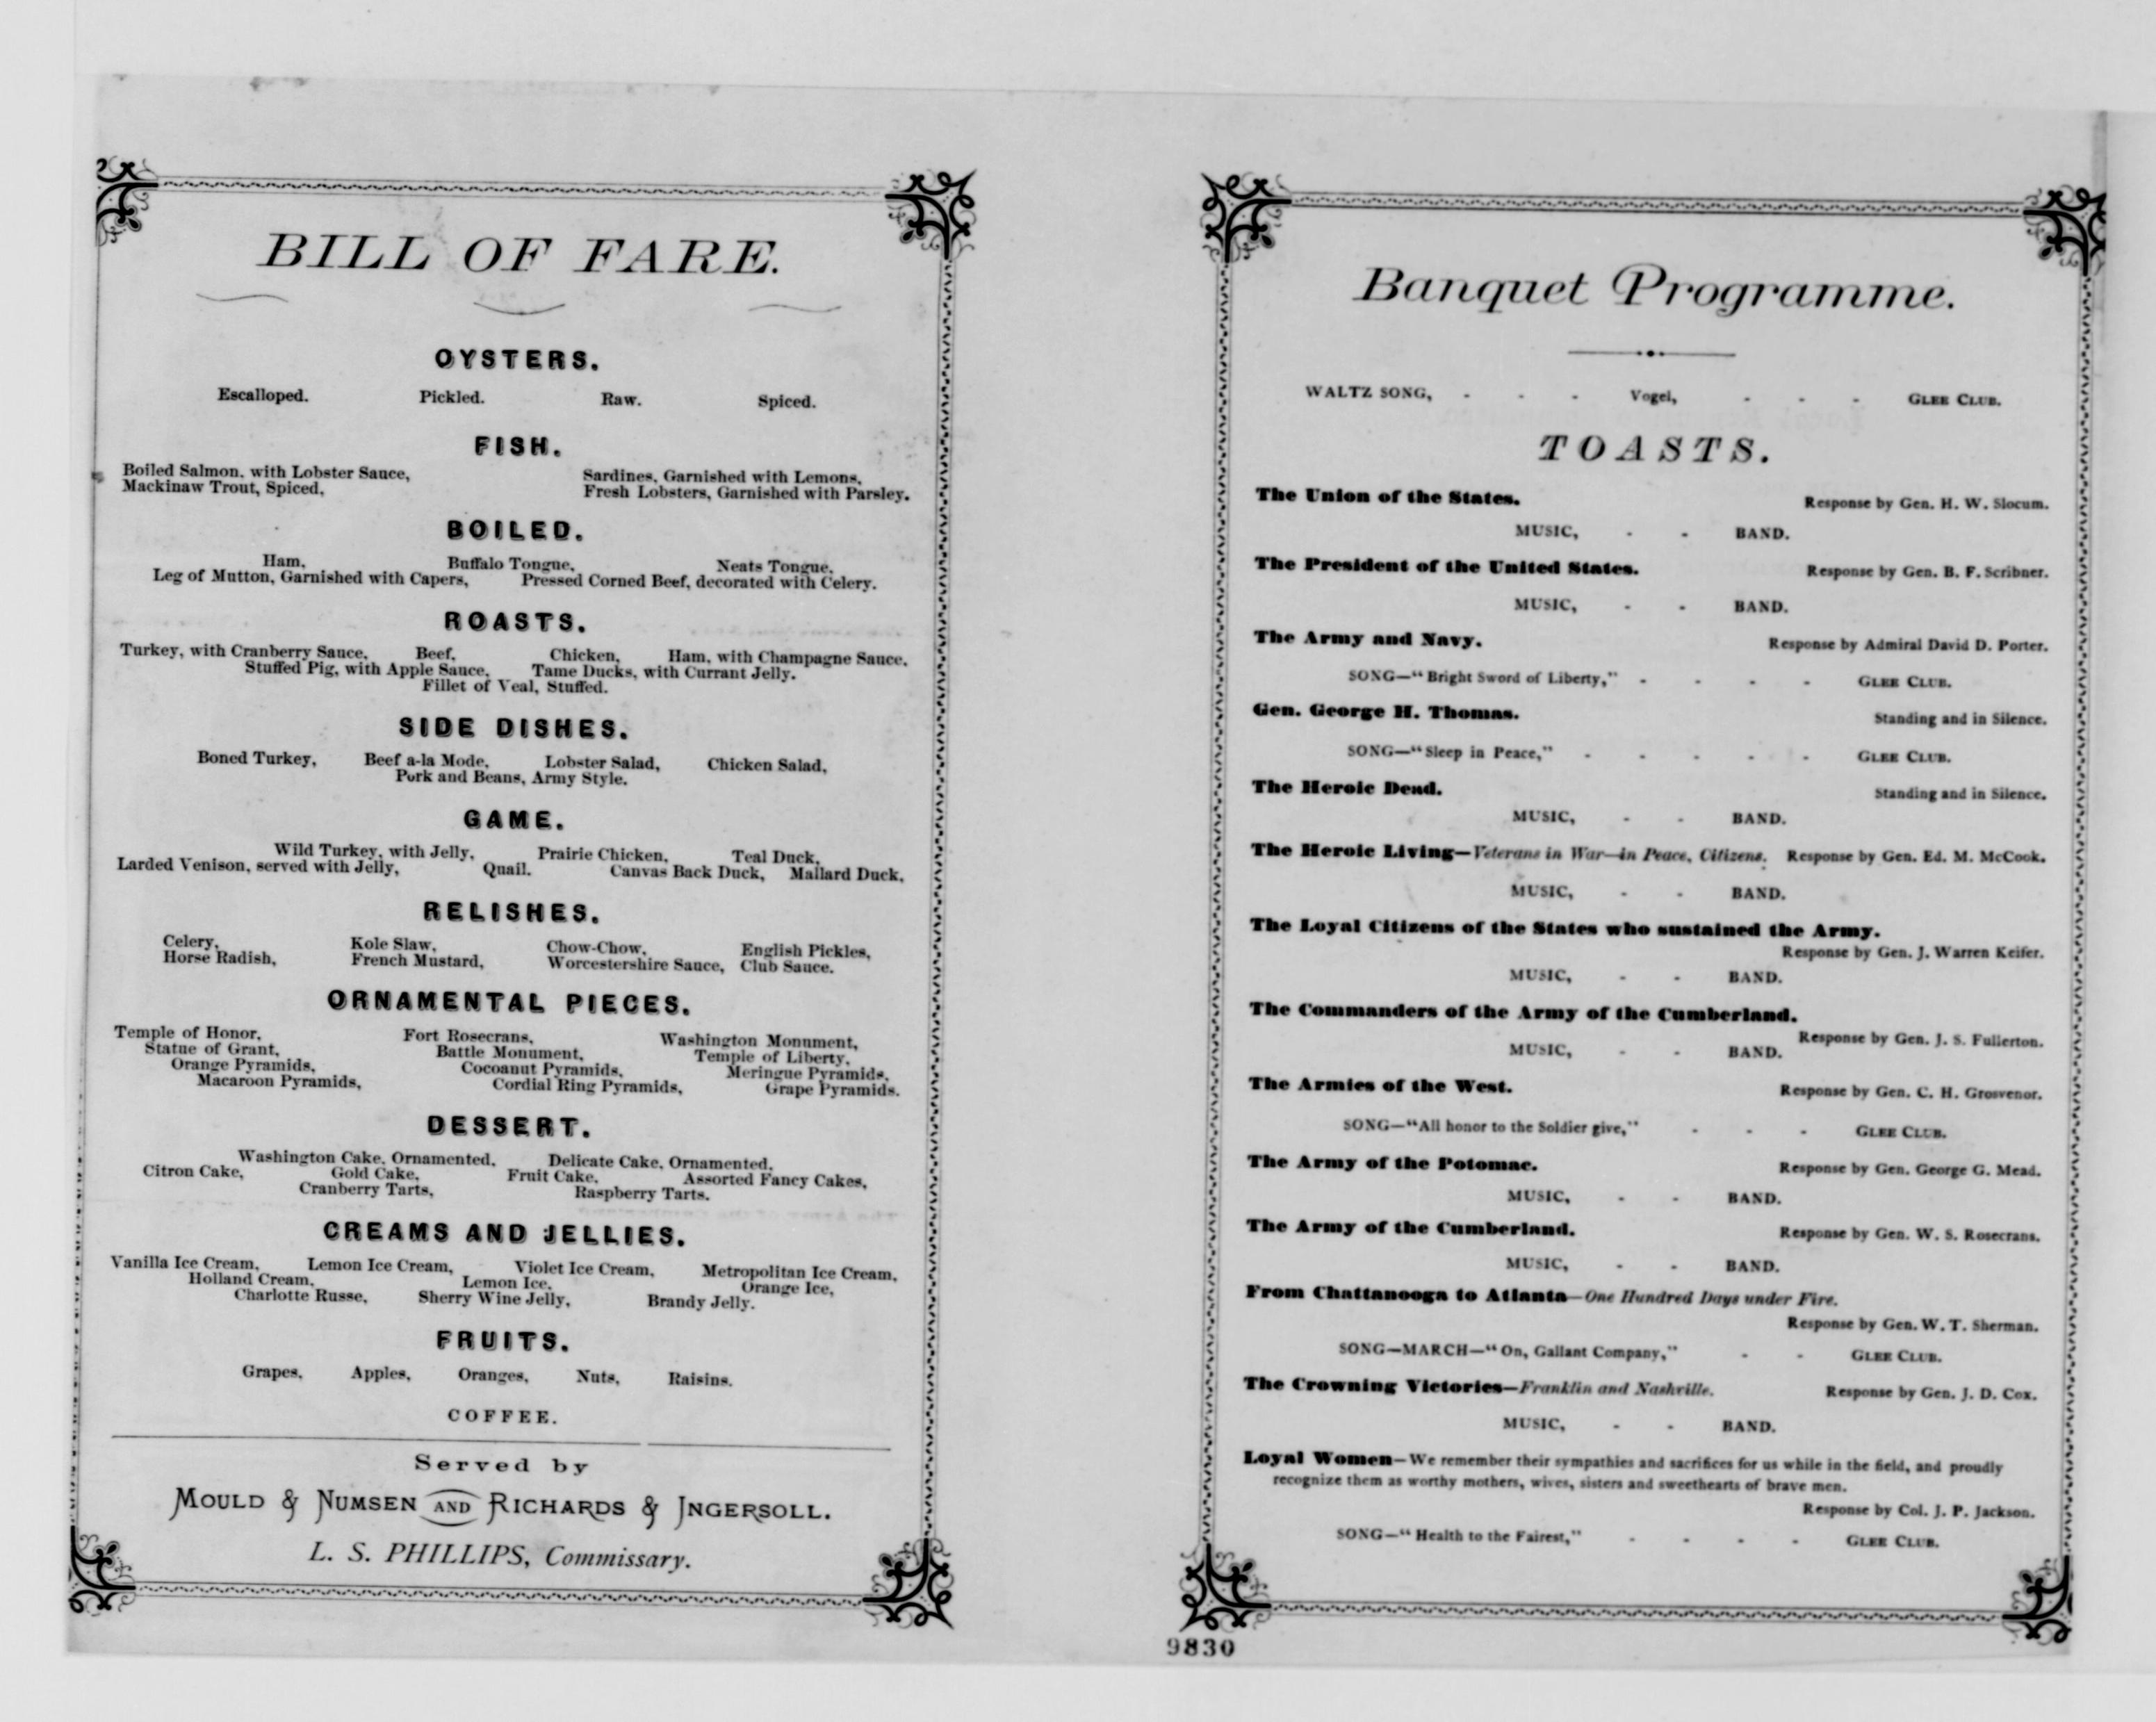 BILL OF FARE.
OYSTERS.
Escalloped. Pickled. Raw. Spiced.
FISH.
Boiled Salmon, with Lobster Sauce, Sardines, Garnished with Lemons,
Mackinaw Trout, Spiced, Fresh Lobsters, Garnished with Parsley.
BOILED.
Ham, Buffalo Tongue, Neats Tongue,
Leg of Mutton, Garnished with Capers, Pressed Corned Beef, decorated with Celery.
ROASTS.
Turkey, with Cranberry Sauce, Beef, Chicken, Ham, with Champagne Sauce,
Stuffed Pig, with Apple Sauce, Tame Ducks, with Currant Jelly.
Fillet of Veal, Stuffed.
SIDE DISHES.
Boned Turkey, Beef a-la Mode, Lobster Salad, Chicken Salad,
Pork and Beans, Army Style.
GAME.
Wild Turkey, with Jelly, Prairie Chicken, Teal Duck,
Larded Venison, served with Jelly, Quail. Canvas Back Duck, Mallard Duck,
RELISHES.
Celery, Kole Slaw, Chow-Chow, English Pickles,
Horse Radish, French Mustard, Worcestershire Sauce, Club Sauce.
ORNAMENTAL PIECES.
Temple of Honor, Fort Rosecrans, Washington Monument,
Statue of Grant, Battle Monument, Temple of Liberty,
Orange Pyramids, Cocoanut Pyramids, Meringue Pyramids,
Macaroon Pyramids, Cordial Ring Pyramids, Grape Pyramids.
DESSERT.
Washington Cake, Ornamented, Delicate Cake, Ornamented,
Citron Cake, Gold Cake, Fruit Cake, Assorted Fancy Cakes,
Cranberry Tarts, Raspberry Tarts.
CREAMS AND JELLIES.
Vanilla Ice Cream, Lemon Ice Cream, Violet Ice Cream, Metropolitan Ice Cream,
Holland Cream, Lemon Ice, Orange Ice,
Charlotte Russe, Sherry Wine Jelly, Brandy Jelly.
FRUITS.
Grapes, Apples, Oranges, Nuts, Raisins.
COFFEE.
Served by
MOULD & NUMSEN AND RICHARDS & INGERSOLL.
L. S. PHILLIPS, Commissary.
Banquet Programme.
WALTZ SONG, - - - Vogel, - - - GLEE CLUB.
TOASTS.
The Union of the States. Response by Gen. H. W. Slocum.
MUSIC, - - BAND.
The President of the United States. Response by Gen. B. F. Scribner.
MUSIC, - - BAND.
The Army and Navy. Response by Admiral David D. Porter.
SONG—"Bright Sword of Liberty," - - - - GLEE CLUB.
Gen. George H. Thomas. Standing and in Silence.
SONG—"Sleep in Peace," - - - - - GLEE CLUB.
The Heroic Dead. Standing and in Silence.
MUSIC, - - BAND.
The Heroic Living—Veterans in War—in Peace, Citizens. Response by Gen. Ed. M. McCook.
MUSIC, - - BAND.
The Loyal Citizens of the States who sustained the Army.
Response by Gen. J. Warren Keifer.
MUSIC, - - BAND.
The Commanders of the Army of the Cumberland.
Response by Gen. J. S. Fullerton.
MUSIC, - - BAND.
The Armies of the West. Response by Gen. C. H. Grosvenor.
SONG—"All honor to the Soldier give," - - - GLEE CLUB.
The Army of the Potomac. Response by Gen. George G. Mead.
MUSIC, - - BAND.
The Army of the Cumberland. Response by Gen. W. S. Rosecrans.
MUSIC, - - BAND.
From Chattanooga to Atlanta—One Hundred Days under Fire.
Response by Gen. W. T. Sherman.
SONG—MARCH—"On, Gallant Company," - - GLEE CLUB.
The Crowning Victories—Franklin and Nashville. Response by Gen. J. D. Cox.
MUSIC, - - BAND.
Loyal Women—We remember their sympathies and sacrifices for us while in the field, and proudly
recognize them as worthy mothers, wives, sisters and sweethearts of brave men.
Response by Col. J. P. Jackson.
SONG—"Health to the Fairest," - - - - GLEE CLUB.
9830